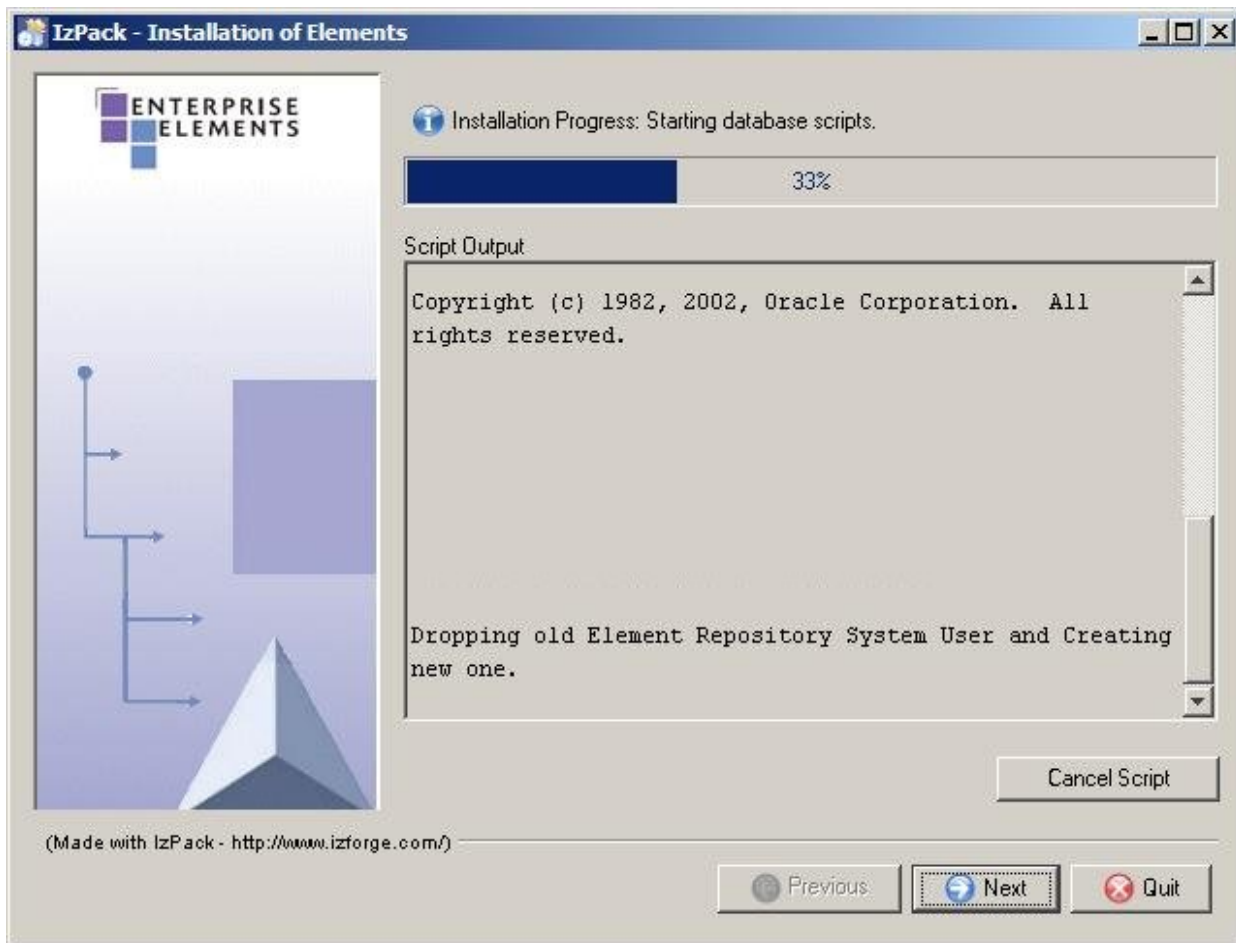 IzPack - Installation of Elements
ENTERPRISE
ELEMENTS
Installation Progress: Starting database scripts.
33%
Script Output
Copyright (c) 1982, 2002, Oracle Corporation.  All
rights reserved.
Dropping old Element Repository System User and Creating
new one.
Cancel Script
(Made with IzPack - http://www.izforge.com/)
Previous
Next
Quit